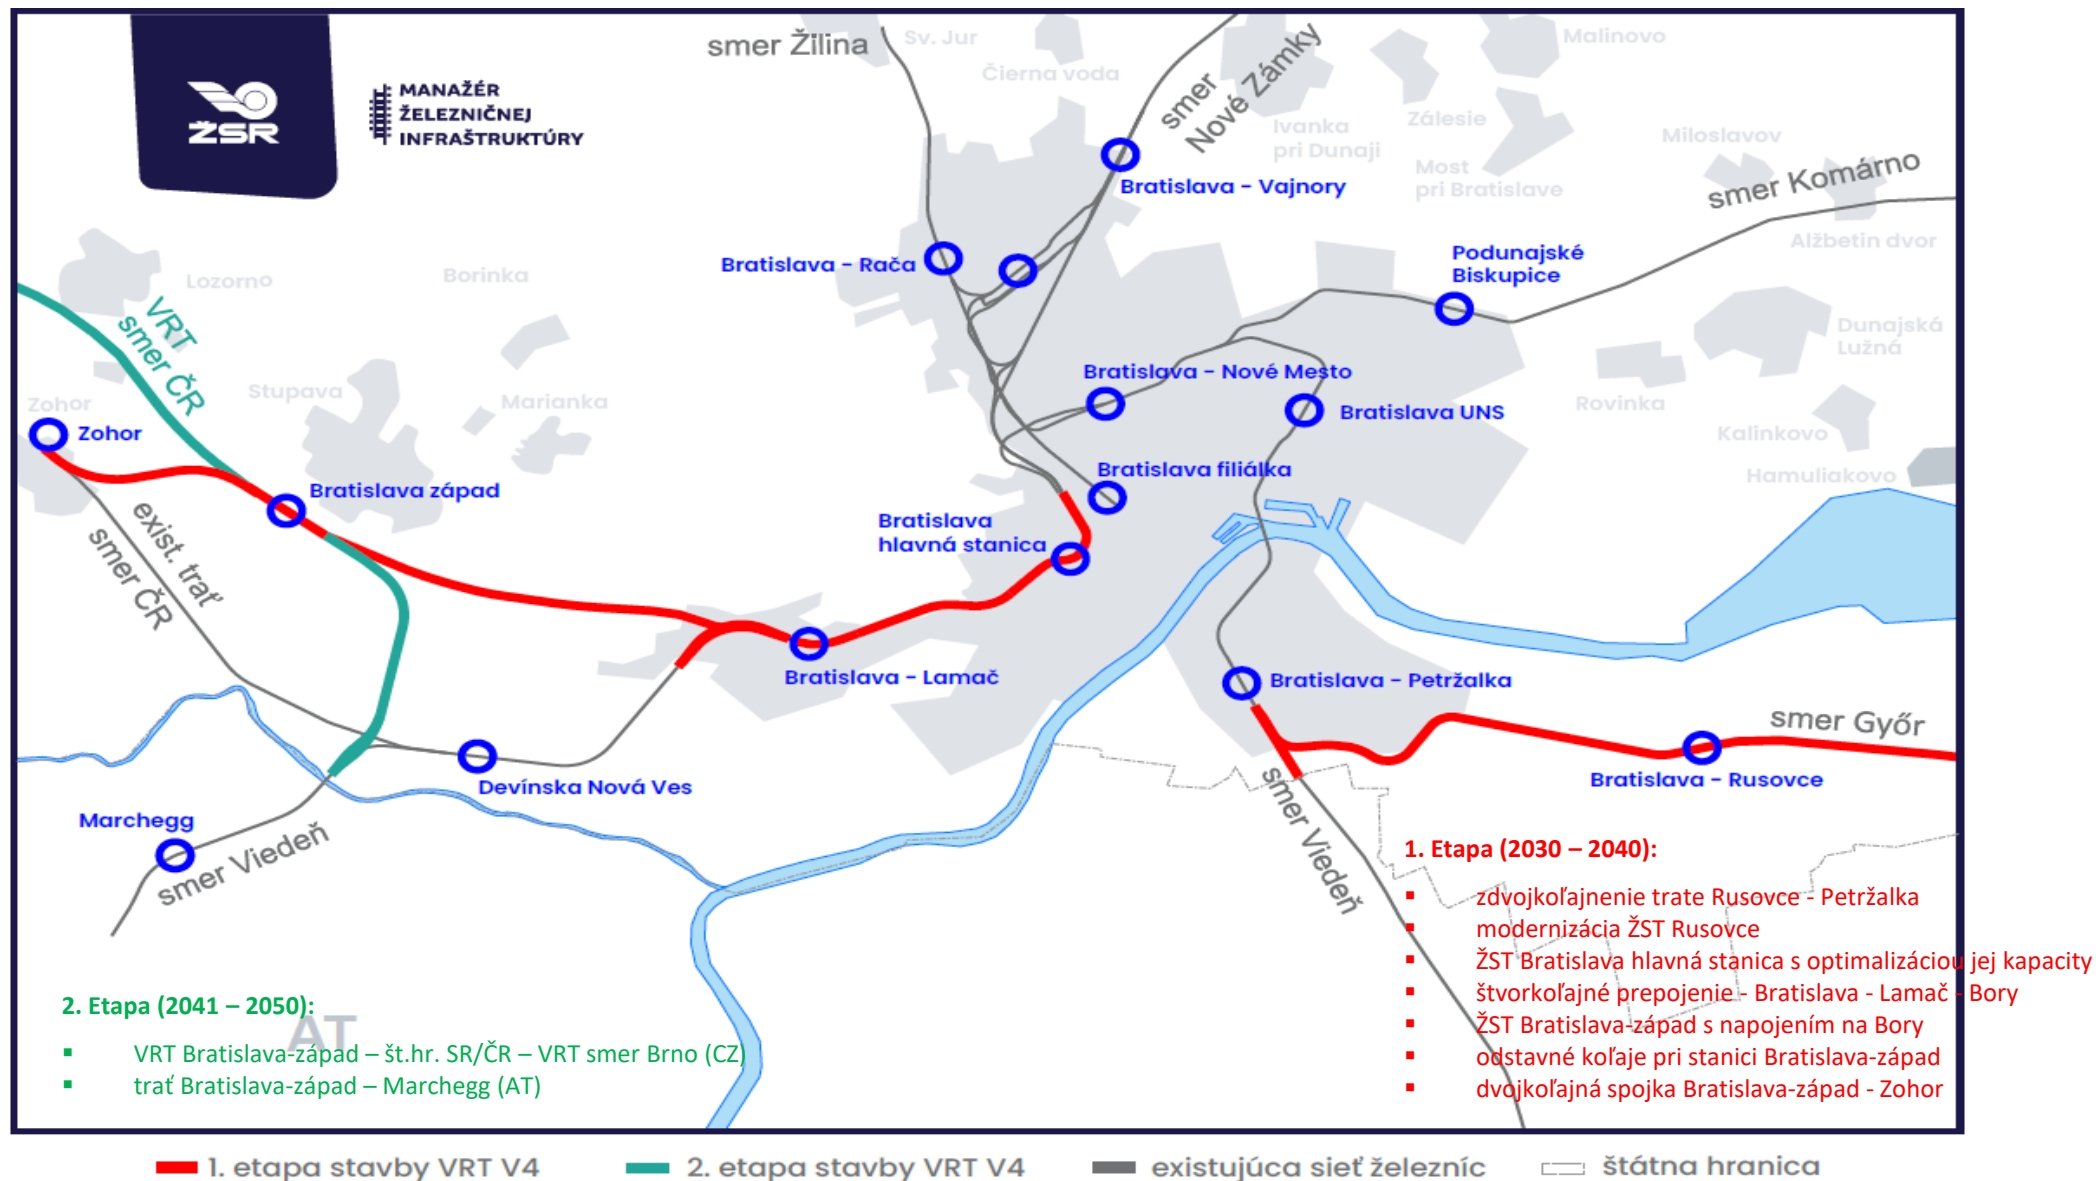 ŽSR
MANAŽÉR
ŽELEZNIČNEJ
INFRAŠTRUKTÚRY
smer Žilina
Sv. Jur
Čierna voda
smer
Nové Zámky
Malinovo
Ivanka
pri Dunaji
Zálesie
Most
pri Bratislave
Miloslavov
smer Komárno
Alžbetin dvor
Bratislava - Vajnory
Bratislava - Rača
Podunajské
Biskupice
Lozorno
Borinka
VRT
smer ČR
Dunajská
Lužná
Stupava
Marianka
Bratislava - Nové Mesto
Bratislava UNS
Rovinka
Zohor
Zohor
Kalinkovo
Hamuliakovo
Bratislava filiálka
Bratislava západ
exist. trať
smer ČR
Bratislava
hlavná stanica
Bratislava - Lamač
Bratislava - Petržalka
smer Győr
Bratislava - Rusovce
Devínska Nová Ves
Marchegg
smer Viedeň
smer Viedeň
1. Etapa (2030 – 2040):
▪ zdvojkoľajnenie trate Rusovce - Petržalka
▪ modernizácia ŽST Rusovce
▪ ŽST Bratislava hlavná stanica s optimalizáciou jej kapacity
▪ štvorkoľajné prepojenie - Bratislava - Lamač - Bory
▪ ŽST Bratislava-západ s napojením na Bory
▪ odstavné koľaje pri stanici Bratislava-západ
▪ dvojkoľajná spojka Bratislava-západ - Zohor
2. Etapa (2041 – 2050):
AT
▪ VRT Bratislava-západ – št.hr. SR/ČR – VRT smer Brno (CZ)
▪ trať Bratislava-západ – Marchegg (AT)
1. etapa stavby VRT V4
2. etapa stavby VRT V4
existujúca sieť železníc
štátna hranica